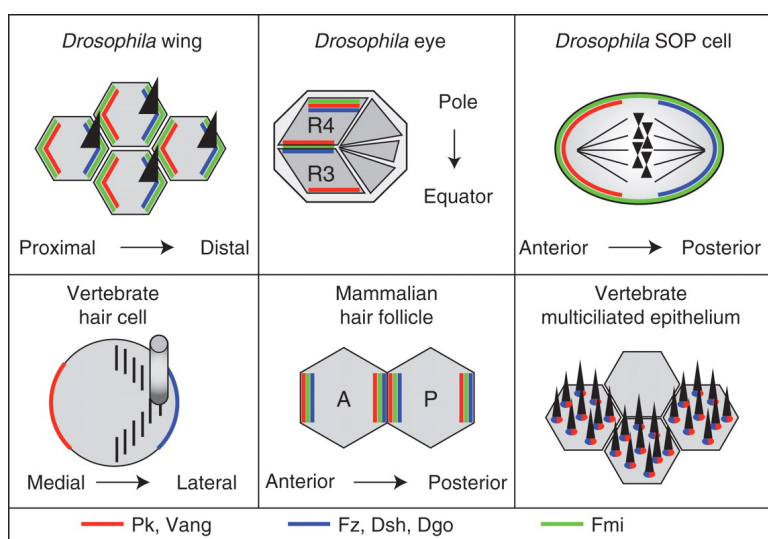 Drosophila wing
Drosophila eye
Drosophila SOP cell
R4
R3
Pole
Equator
Proximal
Distal
Anterior
Posterior
Vertebrate
hair cell
Mammalian
hair follicle
Vertebrate
multiciliated epithelium
A
P
Medial
Lateral
Anterior
Posterior
Pk, Vang
Fz, Dsh, Dgo
Fmi